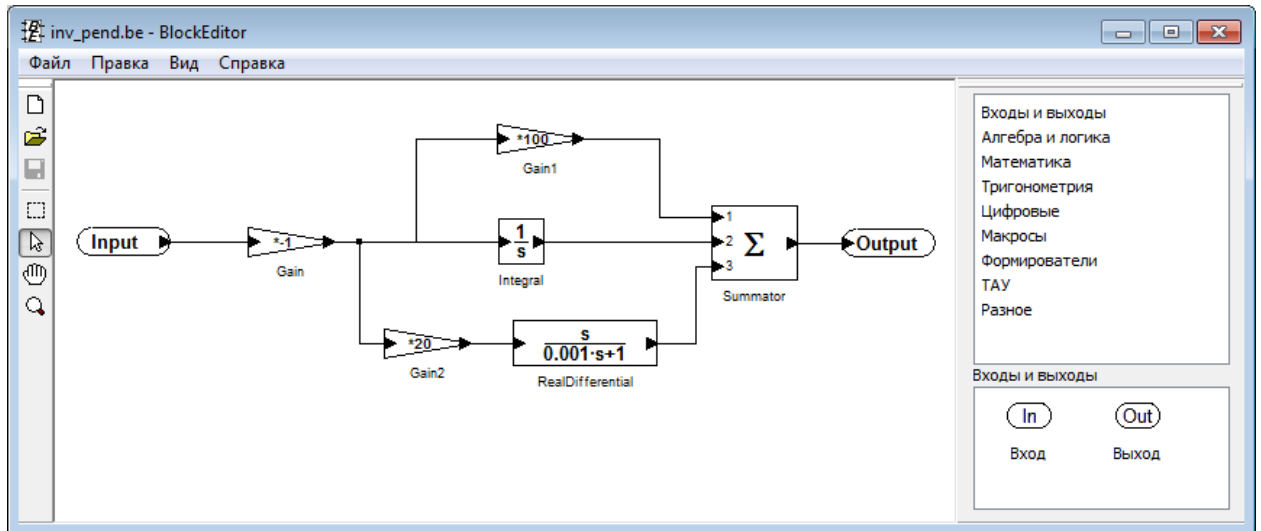 inv_pend.be - BlockEditor
Файл Правка Вид Справка
*100
Gain1
Input
*-1
Gain
1
s
Integral
1
2
3
Σ
Summator
Output
*20
Gain2
s
0.001·s+1
RealDifferential
Входы и выходы
Алгебра и логика
Математика
Тригонометрия
Цифровые
Макросы
Формирователи
ТАУ
Разное
Входы и выходы
In
Out
Вход
Выход